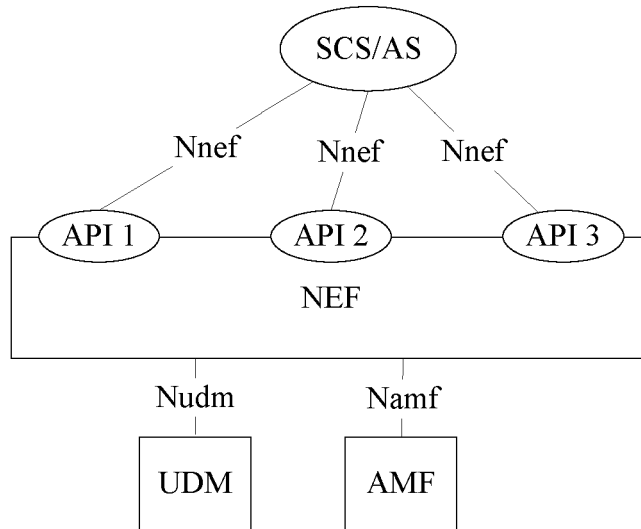 SCS/AS
Nnef
Nnef
Nnef
API 1
API 2
API 3
NEF
Nudm
Namf
UDM
AMF